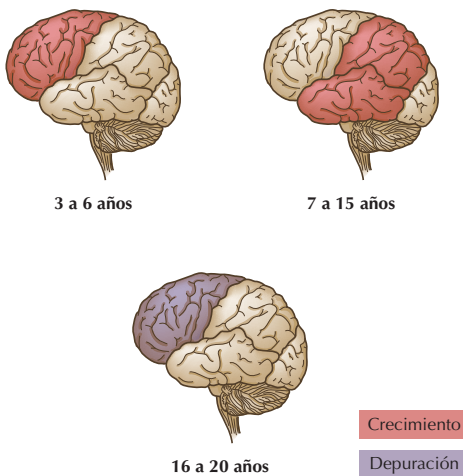 3 a 6 años
7 a 15 años
16 a 20 años
Crecimiento
Depuración